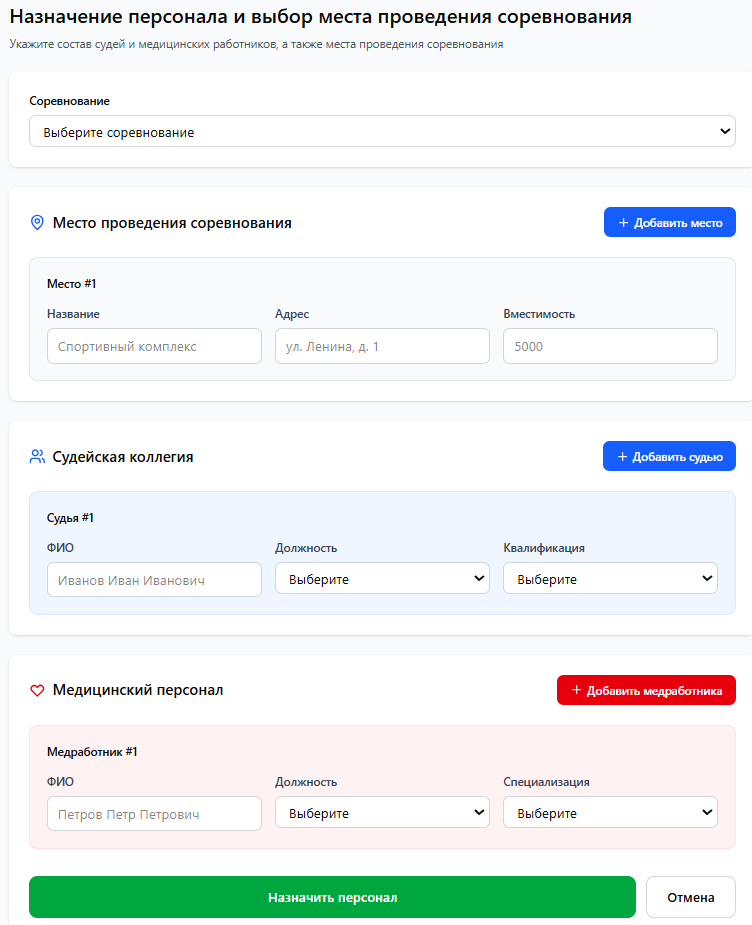 Назначение персонала и выбор места проведения соревнования
Укажите состав судей и медицинских работников, а также места проведения соревнования
Соревнование
Выберите соревнование
Место проведения соревнования
+ Добавить место
Место #1
Название Адрес Вместимость
Спортивный комплекс ул. Ленина, д. 1 5000
Судейская коллегия
+ Добавить судью
Судья #1
ФИО Должность Квалификация
Иванов Иван Иванович Выберите Выберите
Медицинский персонал
+ Добавить медработника
Медработник #1
ФИО Должность Специализация
Петров Петр Петрович Выберите Выберите
Назначить персонал Отмена